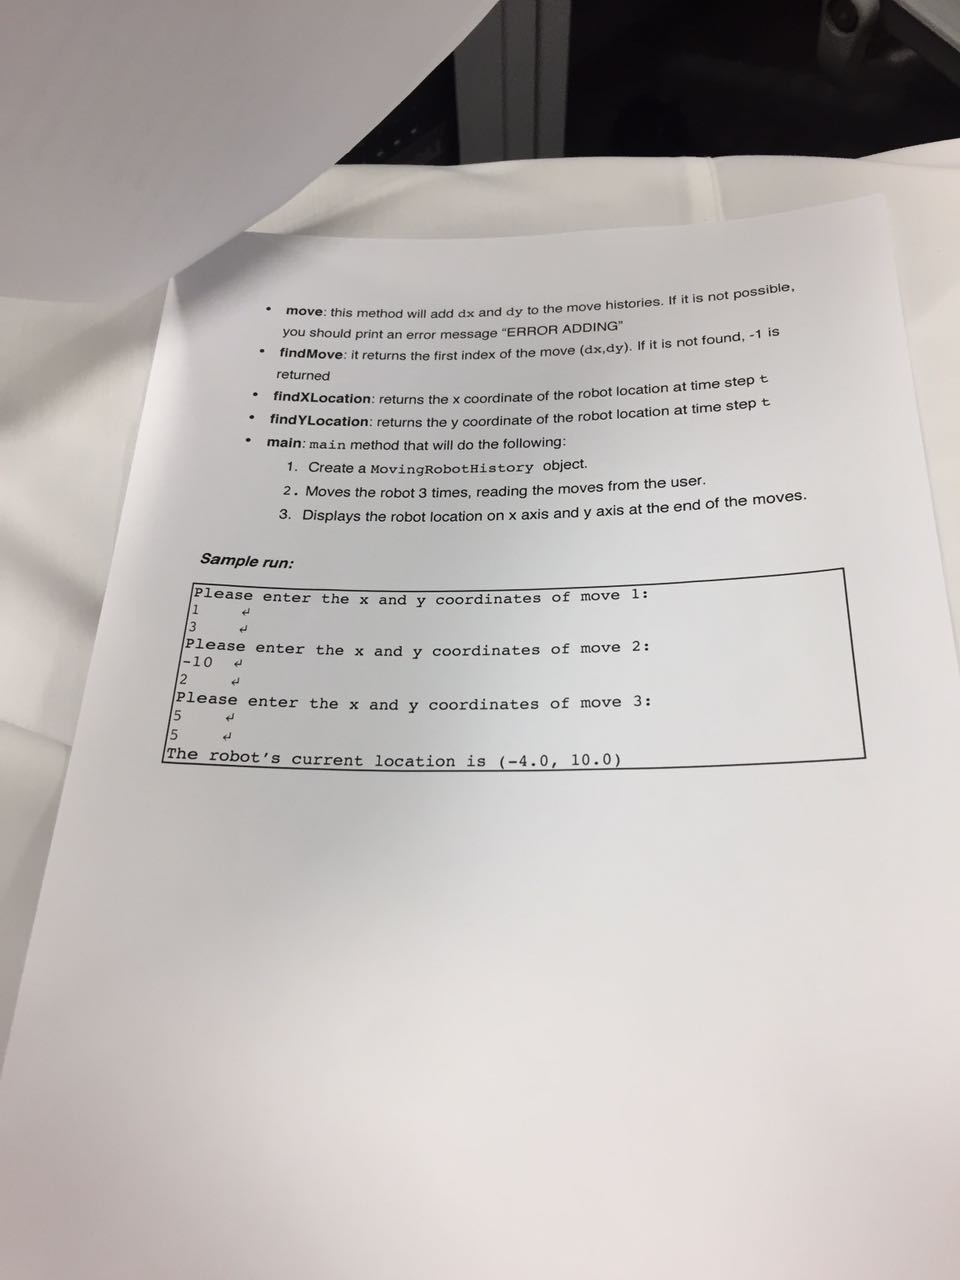 • move: this method will add dx and dy to the move histories. If it is not possible,
you should print an error message “ERROR ADDING”
• findMove: it returns the first index of the move (dx,dy). If it is not found, -1 is
returned
• findXLocation: returns the x coordinate of the robot location at time step t
• findYLocation: returns the y coordinate of the robot location at time step t
• main: main method that will do the following:
1. Create a MovingRobotHistory object.
2. Moves the robot 3 times, reading the moves from the user.
3. Displays the robot location on x axis and y axis at the end of the moves.
Sample run:
Please enter the x and y coordinates of move 1:
1 ↵
3 ↵
Please enter the x and y coordinates of move 2:
-10 ↵
2 ↵
Please enter the x and y coordinates of move 3:
5 ↵
5 ↵
The robot’s current location is (-4.0, 10.0)